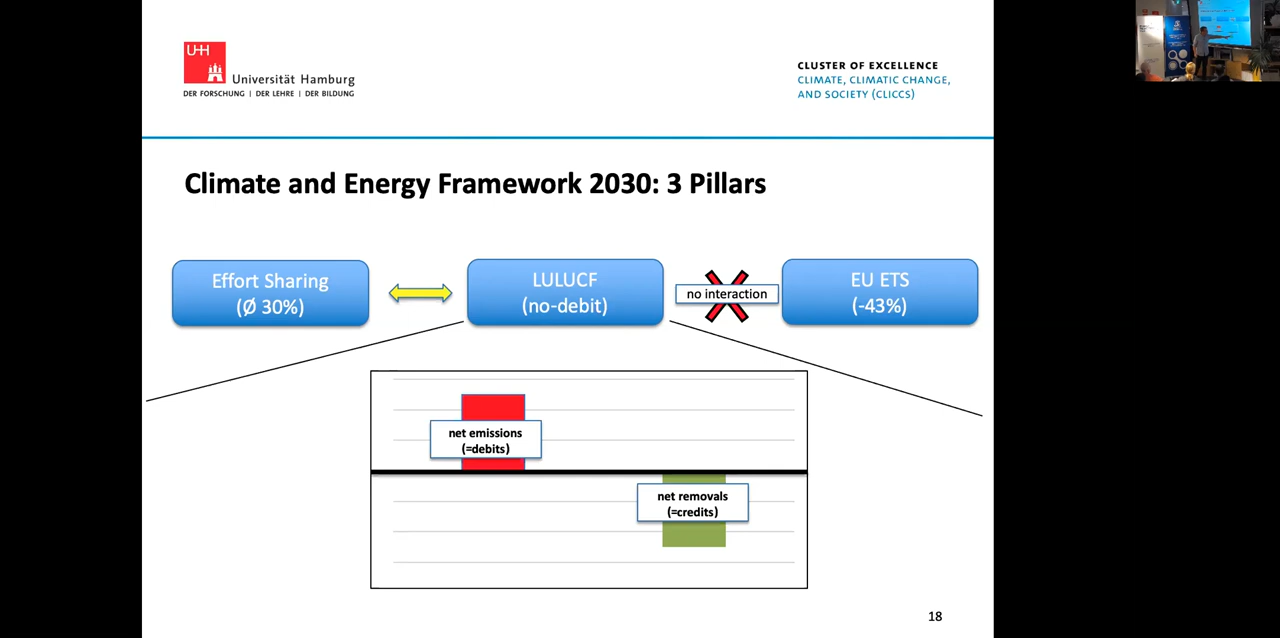 UHH
Universität Hamburg
DER FORSCHUNG | DER LEHRE | DER BILDUNG
CLUSTER OF EXCELLENCE
CLIMATE, CLIMATIC CHANGE,
AND SOCIETY (CLICCS)
Climate and Energy Framework 2030: 3 Pillars
Effort Sharing
(Ø 30%)
LULUCF
(no-debit)
no interaction
EU ETS
(-43%)
net emissions
(=debits)
net removals
(=credits)
18